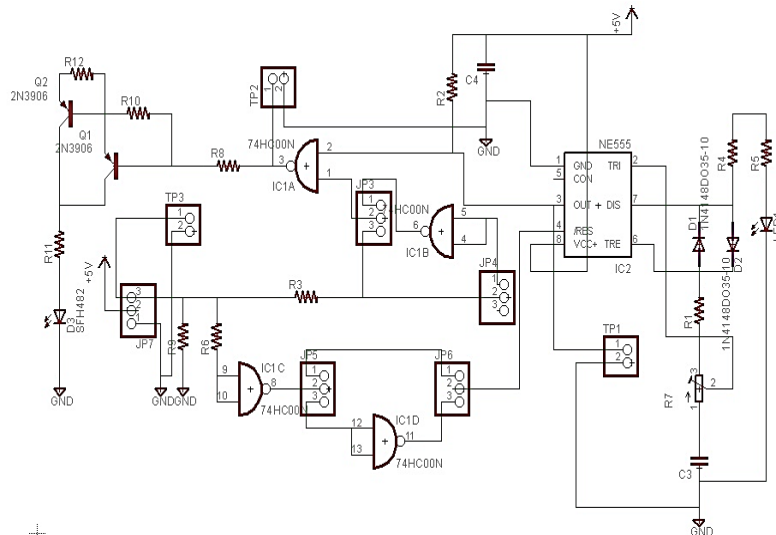 +5V
R12
Q2
2N3906
R10
Q1
2N3906
R8
TP2
1
2
74HC00N
3
2
1
IC1A
R2
C4
GND
NE555
1 GND TRI 2
5 CON
3 OUT + DIS 7
4 /RES
8 VCC+ TRE 6
IC2
1N4148DO35-10
D1
R4
R5
D2
1N4148DO35-10
TP3
1
2
JP3
1
2
3
HC00N
6
5
4
IC1B
R11
+5V
D3
SFH482
GND
3
2
1
JP7
R9
R6
R3
JP4
1
2
3
GND
GND
9
10
8
IC1C
74HC00N
JP5
1
2
3
JP6
1
2
3
12
13
11
IC1D
74HC00N
TP1
1
2
R1
R7
3
2
1
C3
GND